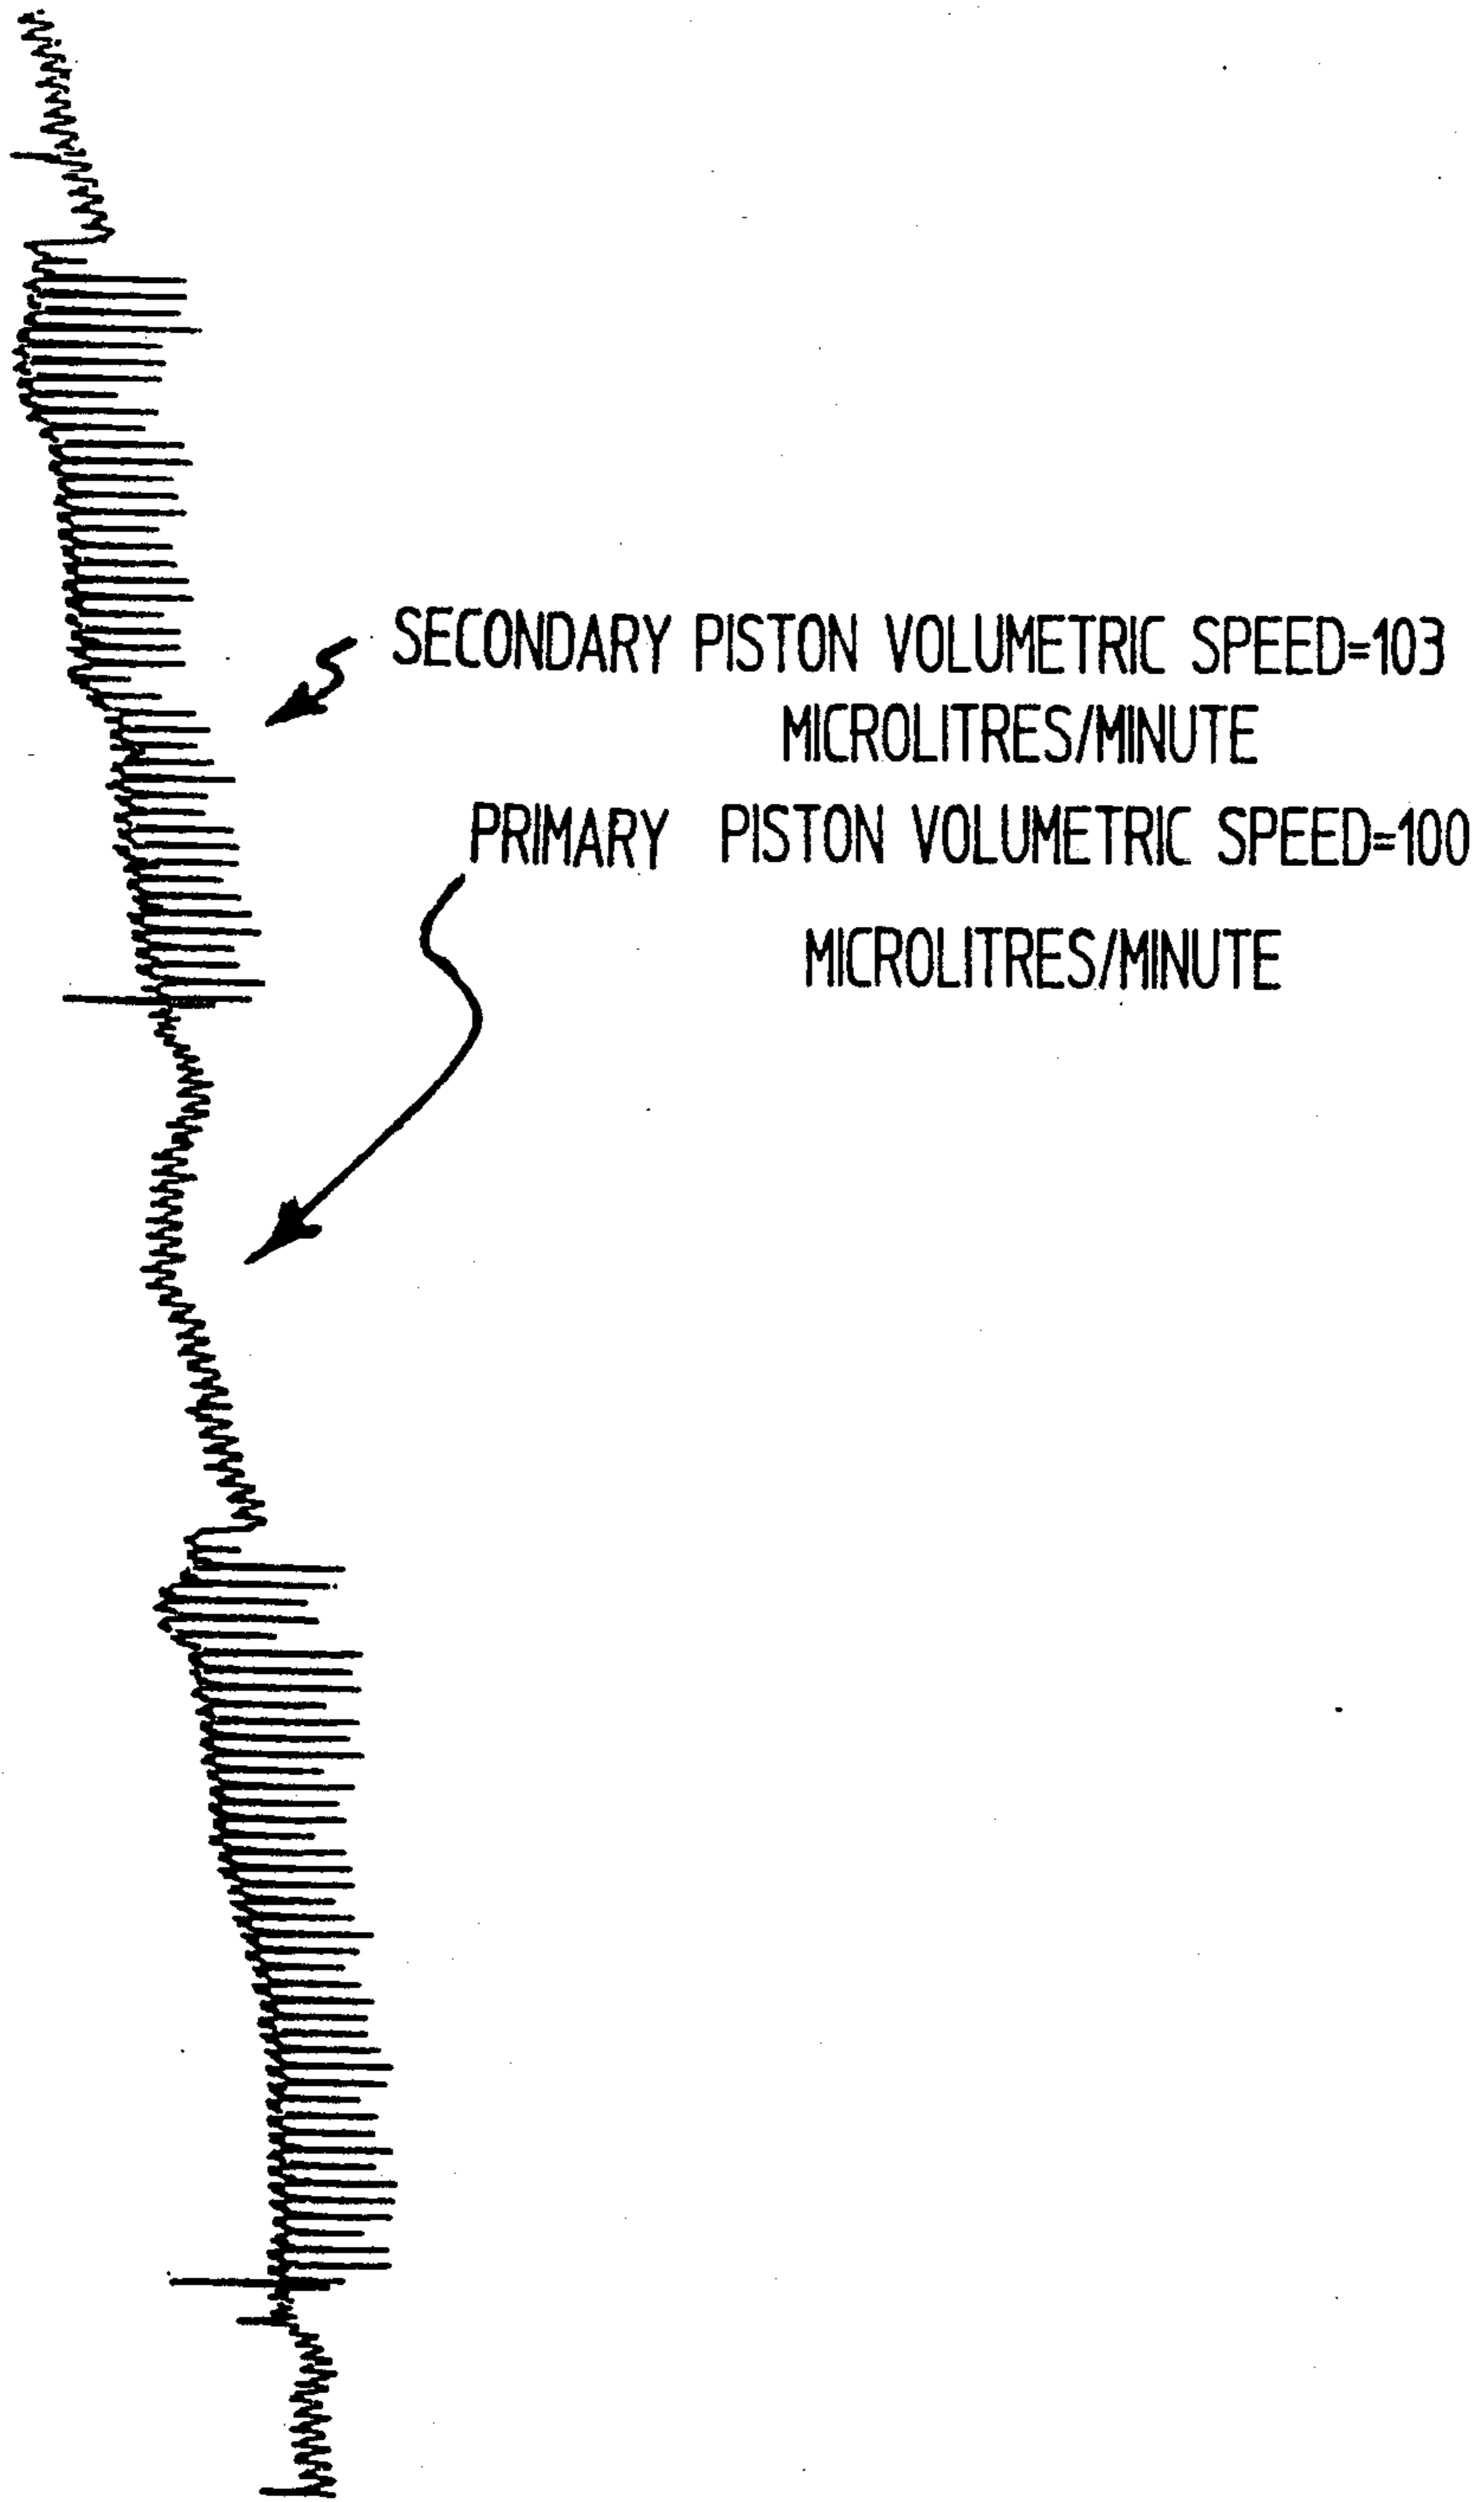 SECONDARY PISTON VOLUMETRIC SPEED=103
MICROLITRES/MINUTE
PRIMARY PISTON VOLUMETRIC SPEED=100
MICROLITRES/MINUTE